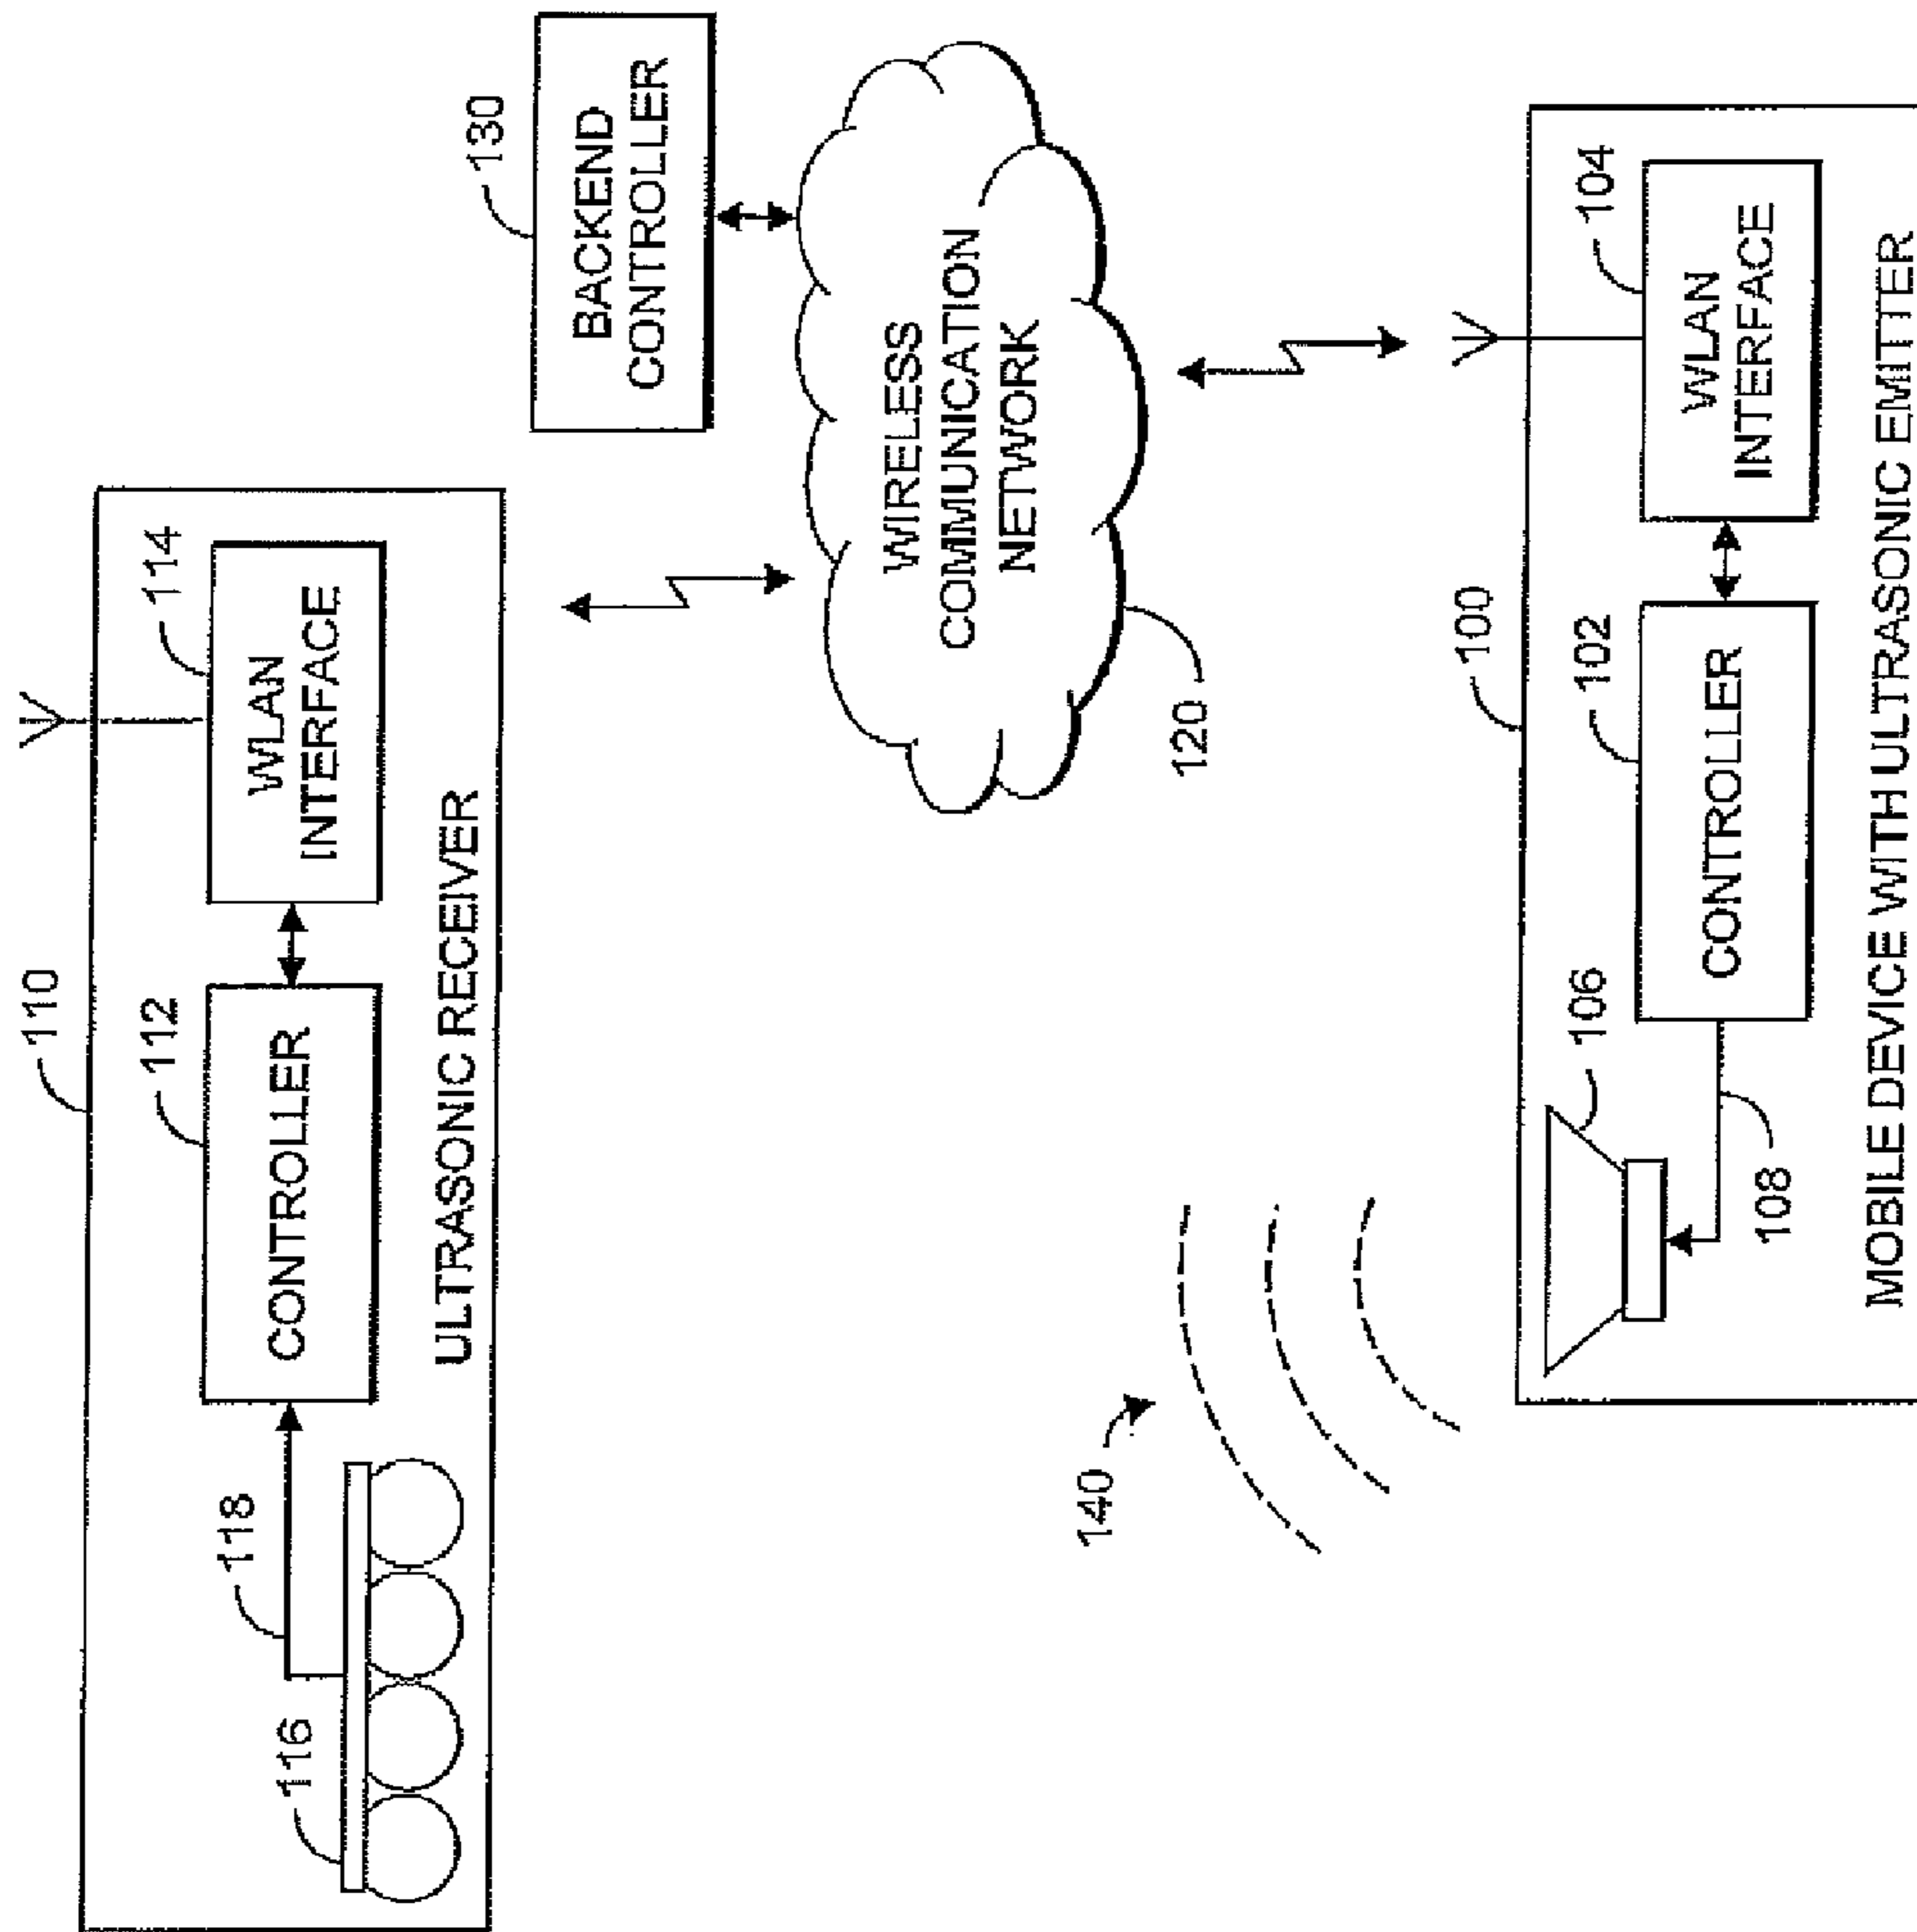 110
112
CONTROLLER
114
WLAN
INTERFACE
118
116
ULTRASONIC RECEIVER
130
BACKEND
CONTROLLER
WIRELESS
COMMUNICATION
NETWORK
120
140
100
106
102
CONTROLLER
104
WLAN
INTERFACE
108
MOBILE DEVICE WITH ULTRASONIC EMITTER